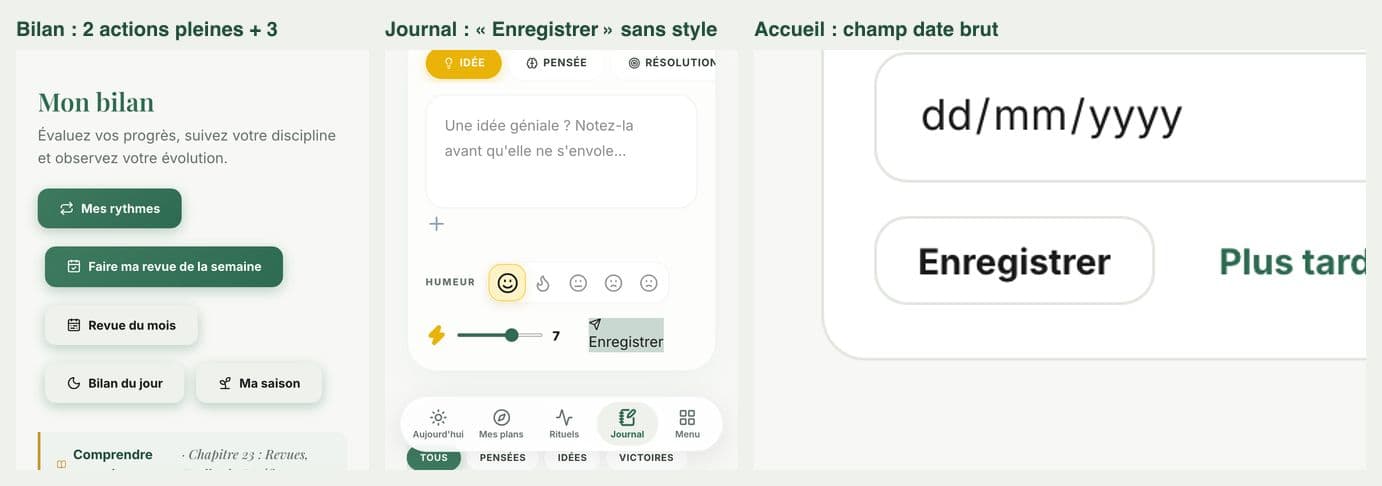 Bilan : 2 actions pleines + 3
Mon bilan
Évaluez vos progrès, suivez votre discipline
et observez votre évolution.
Mes rythmes
Faire ma revue de la semaine
Revue du mois
Bilan du jour
Ma saison
Comprendre
· Chapitre 23 : Revues,
Journal : « Enregistrer » sans style
IDÉE
PENSÉE
RÉSOLUTION
Une idée géniale ? Notez-la
avant qu'elle ne s'envole...
HUMEUR
7
Enregistrer
Aujourd'hui
Mes plans
Rituels
Journal
Menu
TOUS
PENSÉES
IDÉES
VICTOIRES
Accueil : champ date brut
dd/mm/yyyy
Enregistrer
Plus tard